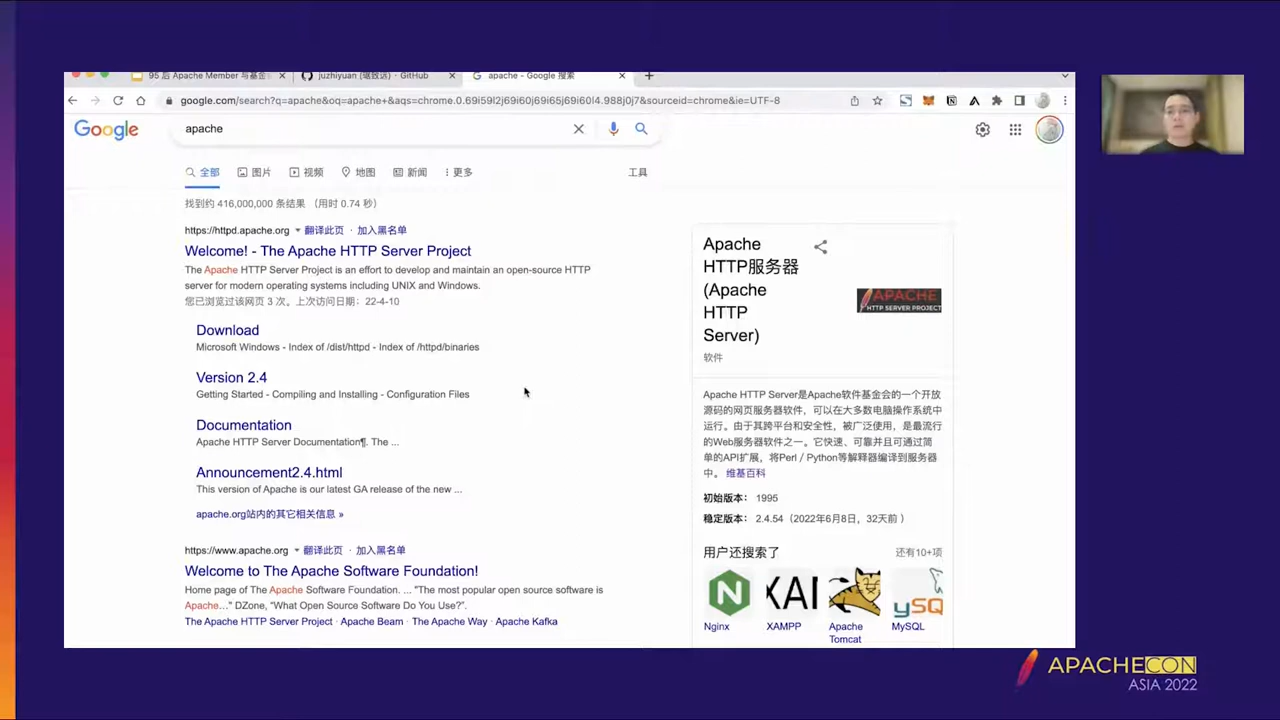 95 后 Apache Member 与基金
juzhiyuan (琚致远) · GitHub
apache - Google 搜索
google.com/search?q=apache&oq=apache+&aqs=chrome.0.69i59l2j69i60j69i65j69i60l4.988j0j7&sourceid=chrome&ie=UTF-8
Google
apache
全部 图片 视频 地图 新闻 更多 工具
找到约 416,000,000 条结果 （用时 0.74 秒）
https://httpd.apache.org 翻译此页 · 加入黑名单
Welcome! - The Apache HTTP Server Project
The Apache HTTP Server Project is an effort to develop and maintain an open-source HTTP
server for modern operating systems including UNIX and Windows.
您已浏览过该网页 3 次。上次访问日期：22-4-10
Download
Microsoft Windows - Index of /dist/httpd - Index of /httpd/binaries
Version 2.4
Getting Started - Compiling and Installing - Configuration Files
Documentation
Apache HTTP Server Documentation¶. The ...
Announcement2.4.html
This version of Apache is our latest GA release of the new ...
apache.org站内的其它相关信息 »
https://www.apache.org 翻译此页 · 加入黑名单
Welcome to The Apache Software Foundation!
Home page of The Apache Software Foundation. ... "The most popular open source software is
Apache…" DZone, “What Open Source Software Do You Use?”.
The Apache HTTP Server Project · Apache Beam · The Apache Way · Apache Kafka
Apache
HTTP服务器
(Apache
HTTP
Server)
软件
APACHE
HTTP SERVER PROJECT
Apache HTTP Server是Apache软件基金会的一个开放
源码的网页服务器软件，可以在大多数电脑操作系统中
运行。由于其跨平台和安全性，被广泛使用，是最流行
的Web服务器软件之一。它快速、可靠并且可通过简
单的API扩展，将Perl / Python等解释器编译到服务器
中。 维基百科
初始版本： 1995
稳定版本： 2.4.54（2022年6月8日，32天前 ）
用户还搜索了 还有10+项
XAI
ySQ
Nginx
XAMPP
Apache
Tomcat
MySQL
APACHECON
ASIA 2022